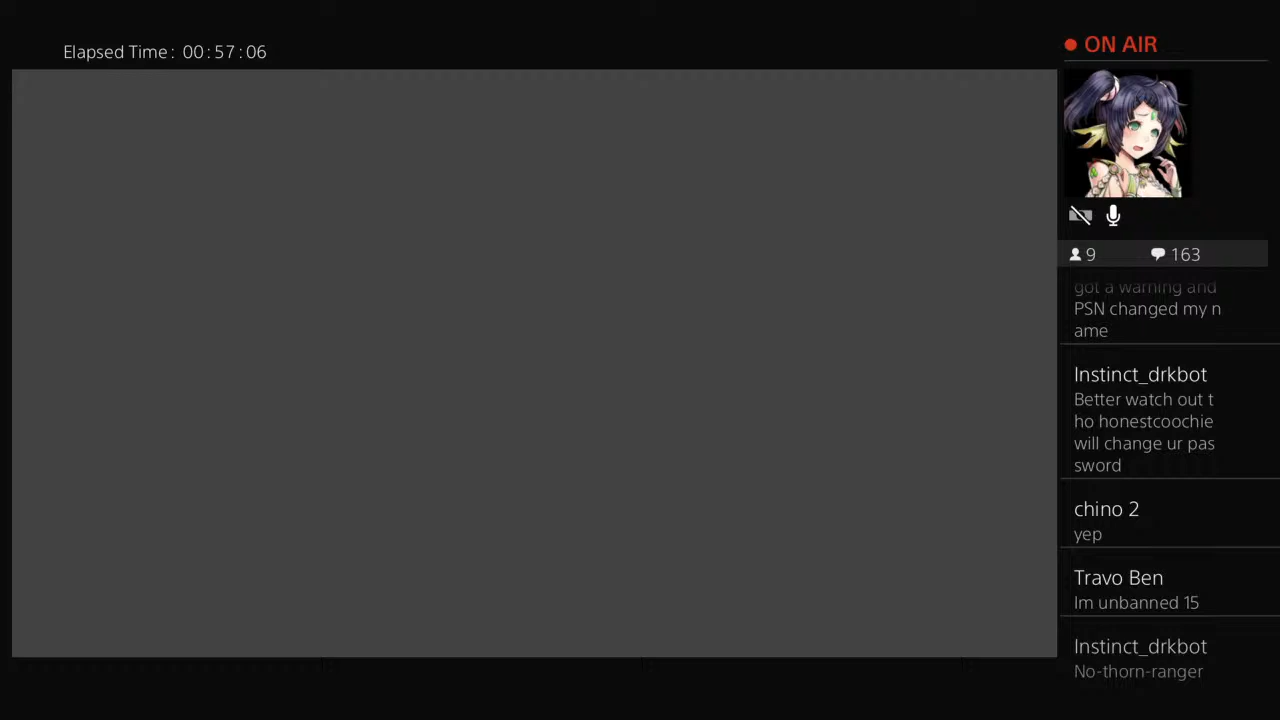 Elapsed Time: 00:57:06
ON AIR
9
163
got a warning and
PSN changed my n
ame
Instinct_drkbot
Better watch out t
ho honestcoochie
will change ur pas
sword
chino 2
yep
Travo Ben
Im unbanned 15
Instinct_drkbot
No-thorn-ranger